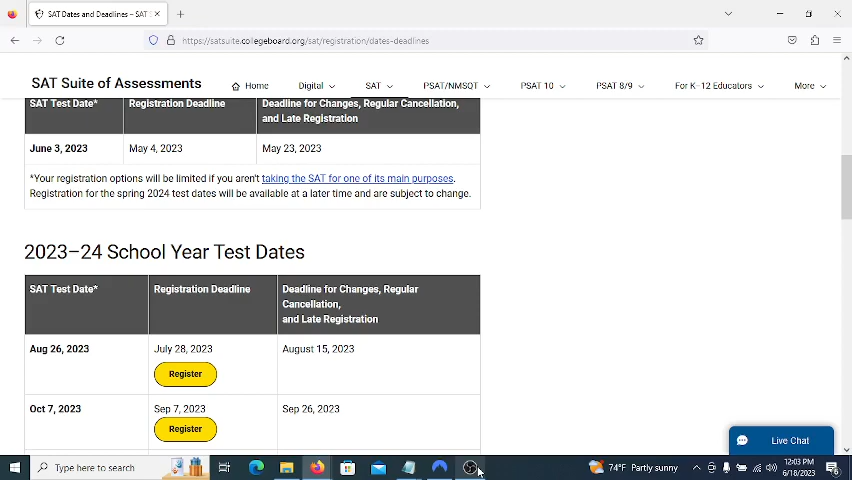 SAT Dates and Deadlines – SAT
https://satsuite.collegeboard.org/sat/registration/dates-deadlines
SAT Suite of Assessments
Home
Digital
SAT
PSAT/NMSQT
PSAT 10
PSAT 8/9
For K–12 Educators
More
SAT Test Date*
Registration Deadline
Deadline for Changes, Regular Cancellation,
and Late Registration
June 3, 2023
May 4, 2023
May 23, 2023
*Your registration options will be limited if you aren't taking the SAT for one of its main purposes.
Registration for the spring 2024 test dates will be available at a later time and are subject to change.
2023–24 School Year Test Dates
SAT Test Date*
Registration Deadline
Deadline for Changes, Regular
Cancellation,
and Late Registration
Aug 26, 2023
July 28, 2023
August 15, 2023
Register
Oct 7, 2023
Sep 7, 2023
Sep 26, 2023
Register
Live Chat
Type here to search
74°F Partly sunny
12:03 PM
6/18/2023
6